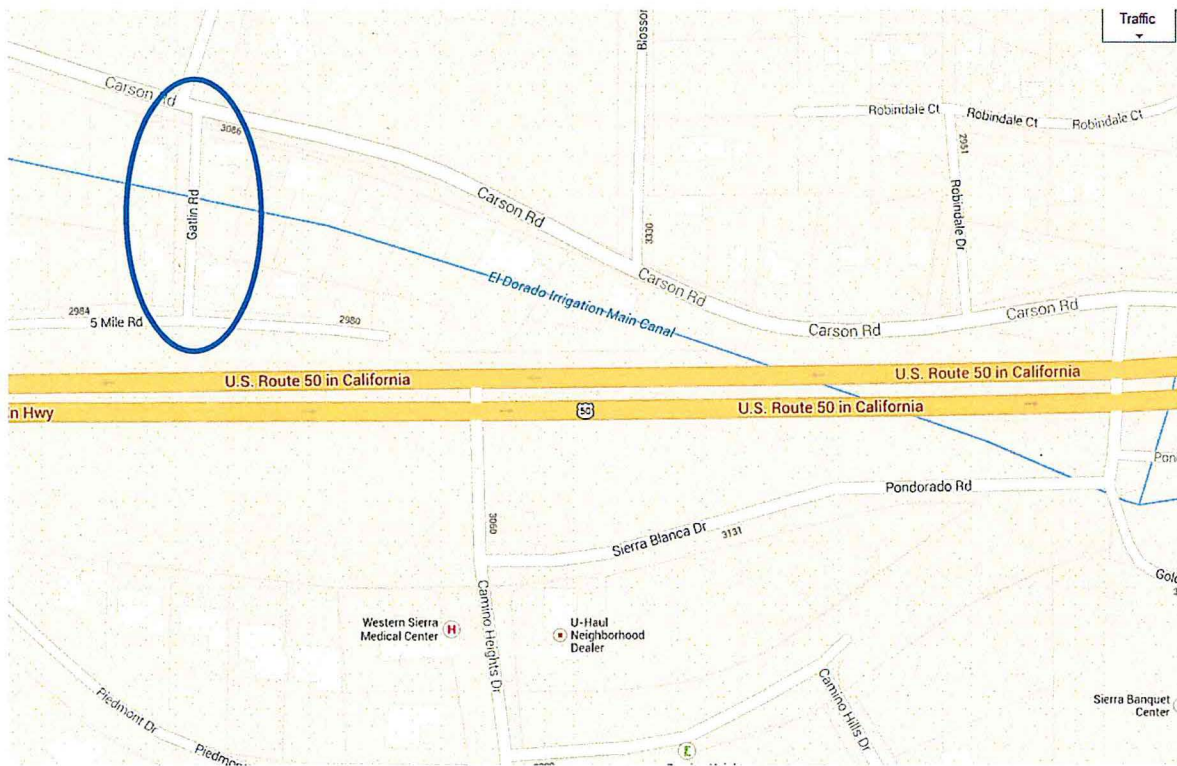 Traffic
Blossor
Carson Rd
3086
Robindale Ct
Robindale Ct
Robindale Ct
2951
Gatlin Rd
Carson Rd
3330
Robindale Dr
Carson Rd
El Dorado Irrigation Main Canal
2984
5 Mile Rd
2980
Carson Rd
Carson Rd
U.S. Route 50 in California
U.S. Route 50 in California
n Hwy
50
U.S. Route 50 in California
Pon
Pondorado Rd
3060
Sierra Blanca Dr
3131
Gold
Western Sierra
Medical Center
H
U-Haul
Neighborhood
Dealer
Camino Heights Dr
Camino Hills Dr
Piedmont Dr
Piedmont
Sierra Banquet
Center